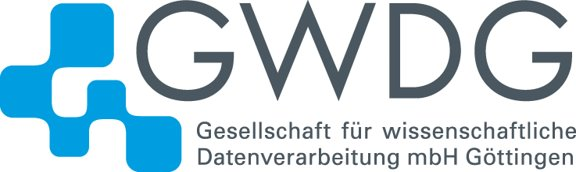 GWDG
Gesellschaft für wissenschaftliche
Datenverarbeitung mbH Göttingen